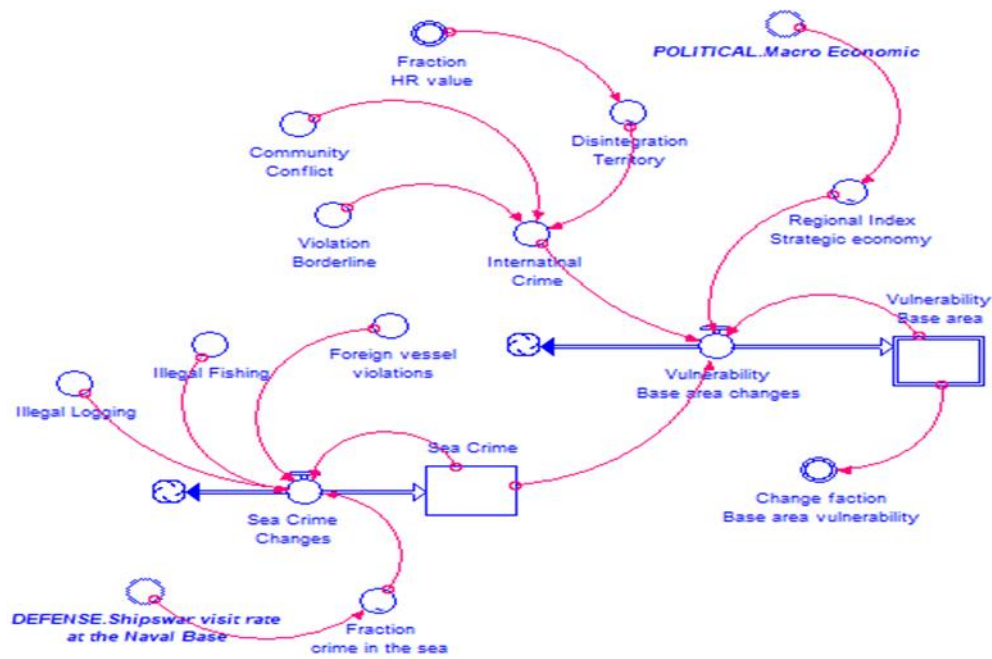 Fraction
HR value
POLITICAL.Macro Economic
Community
Conflict
Disintegration
Territory
Violation
Borderline
Internatinal
Crime
Regional Index
Strategic economy
Vulnerability
Base area
Foreign vessel
violations
Illegal Fishing
Illegal Logging
Vulnerability
Base area changes
Sea Crime
Sea Crime
Changes
Change faction
Base area vulnerability
DEFENSE.Shipswar visit rate
at the Naval Base
Fraction
crime in the sea